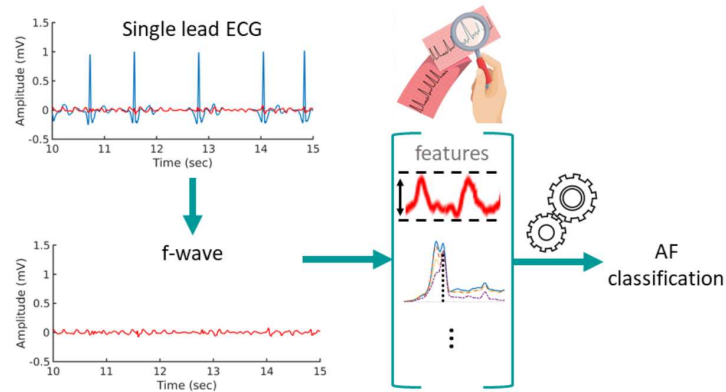 Single lead ECG
1.5
1
0.5
0
-0.5
Amplitude (mV)
10 11 12 13 14 15
Time (sec)
f-wave
1.5
1
0.5
0
-0.5
Amplitude (mV)
10 11 12 13 14 15
Time (sec)
features
AF
classification